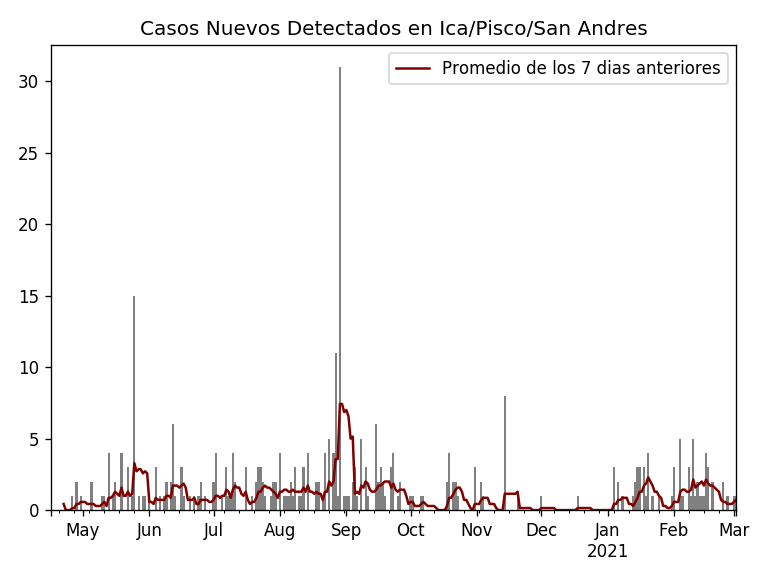 Casos Nuevos Detectados en Ica/Pisco/San Andres
Promedio de los 7 dias anteriores
30
25
20
15
10
5
0
May Jun Jul Aug Sep Oct Nov Dec Jan Feb Mar
2021